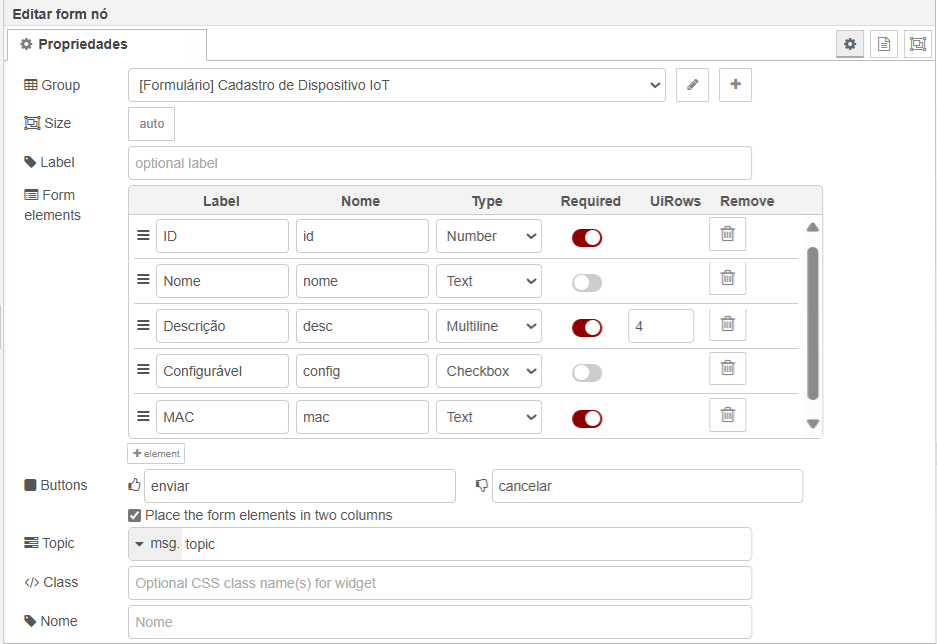 Editar form nó
Propriedades
Group [Formulário] Cadastro de Dispositivo IoT
Size auto
Label optional label
Form elements
Label Nome Type Required UiRows Remove
ID id Number
Nome nome Text
Descrição desc Multiline 4
Configurável config Checkbox
MAC mac Text
element
Buttons enviar cancelar
Place the form elements in two columns
Topic msg. topic
</> Class Optional CSS class name(s) for widget
Nome Nome